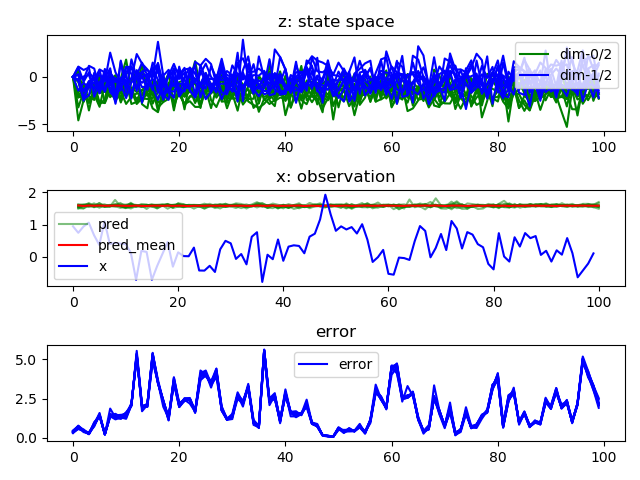 z: state space
dim-0/2
dim-1/2
0
−5
0 20 40 60 80 100
x: observation
2
1
0
pred
pred_mean
x
0 20 40 60 80 100
error
5.0
2.5
0.0
error
0 20 40 60 80 100